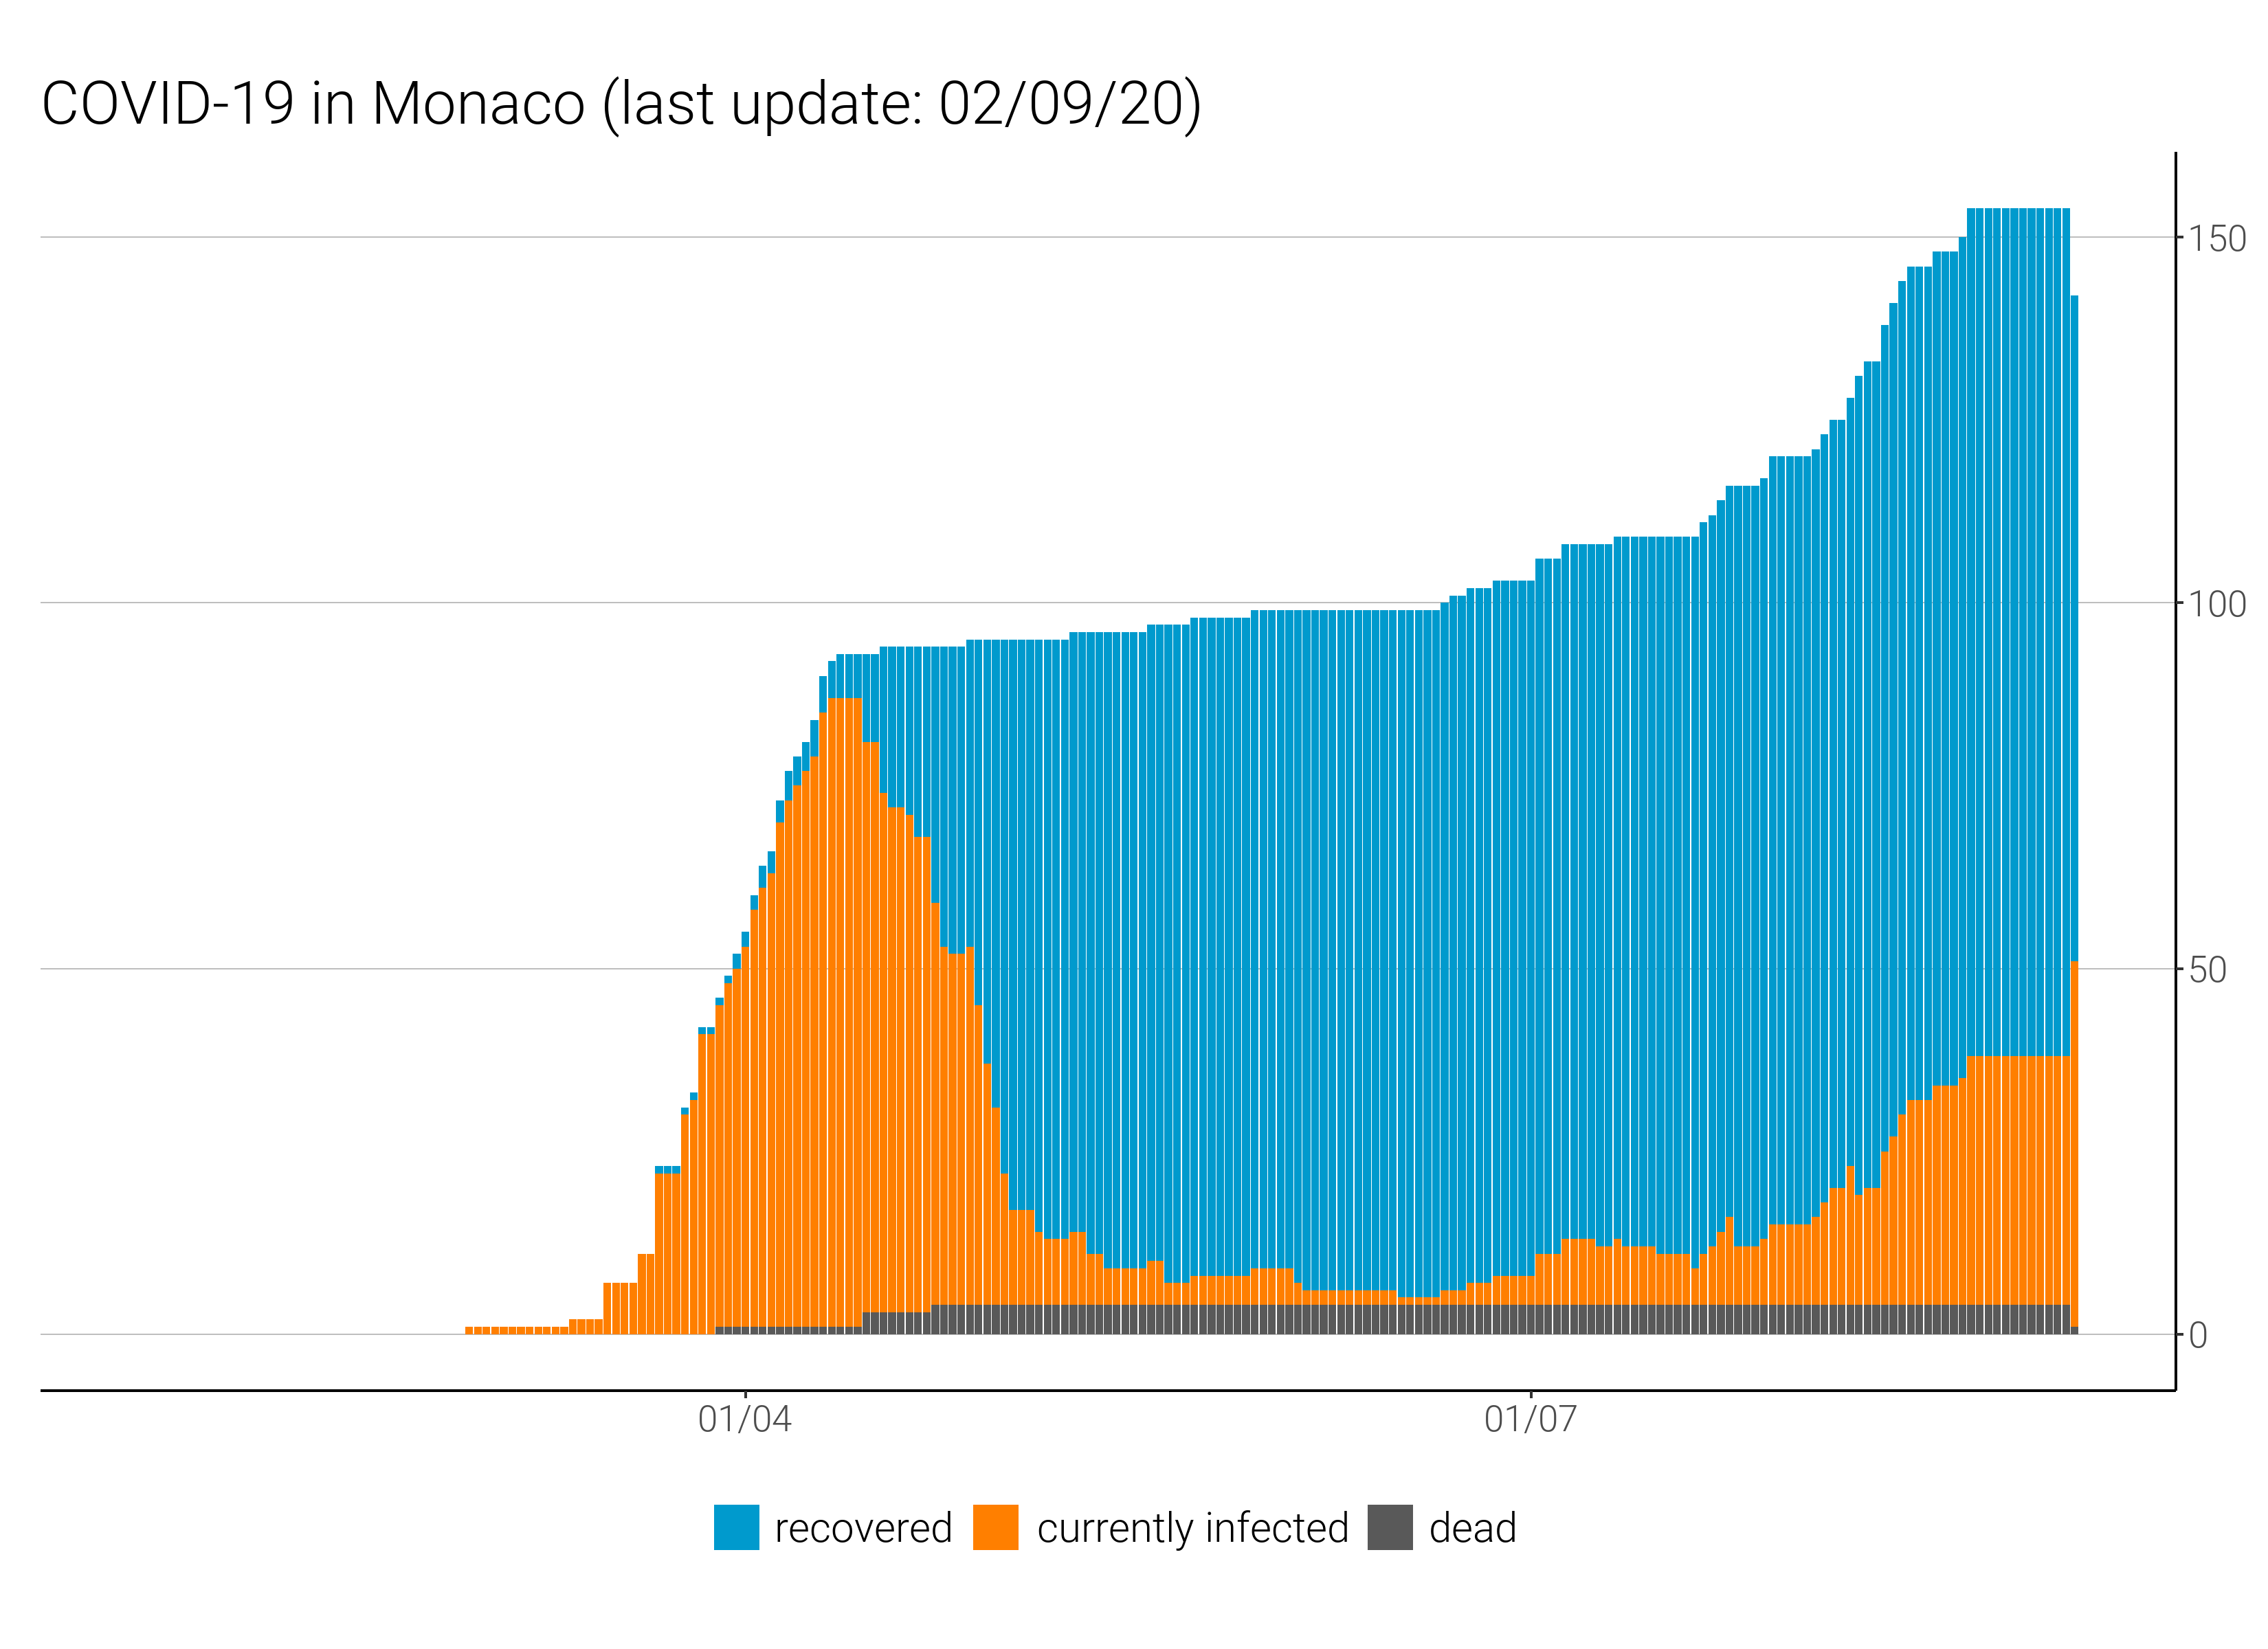 COVID-19 in Monaco (last update: 02/09/20)
150
100
50
0
01/04 01/07
recovered currently infected dead